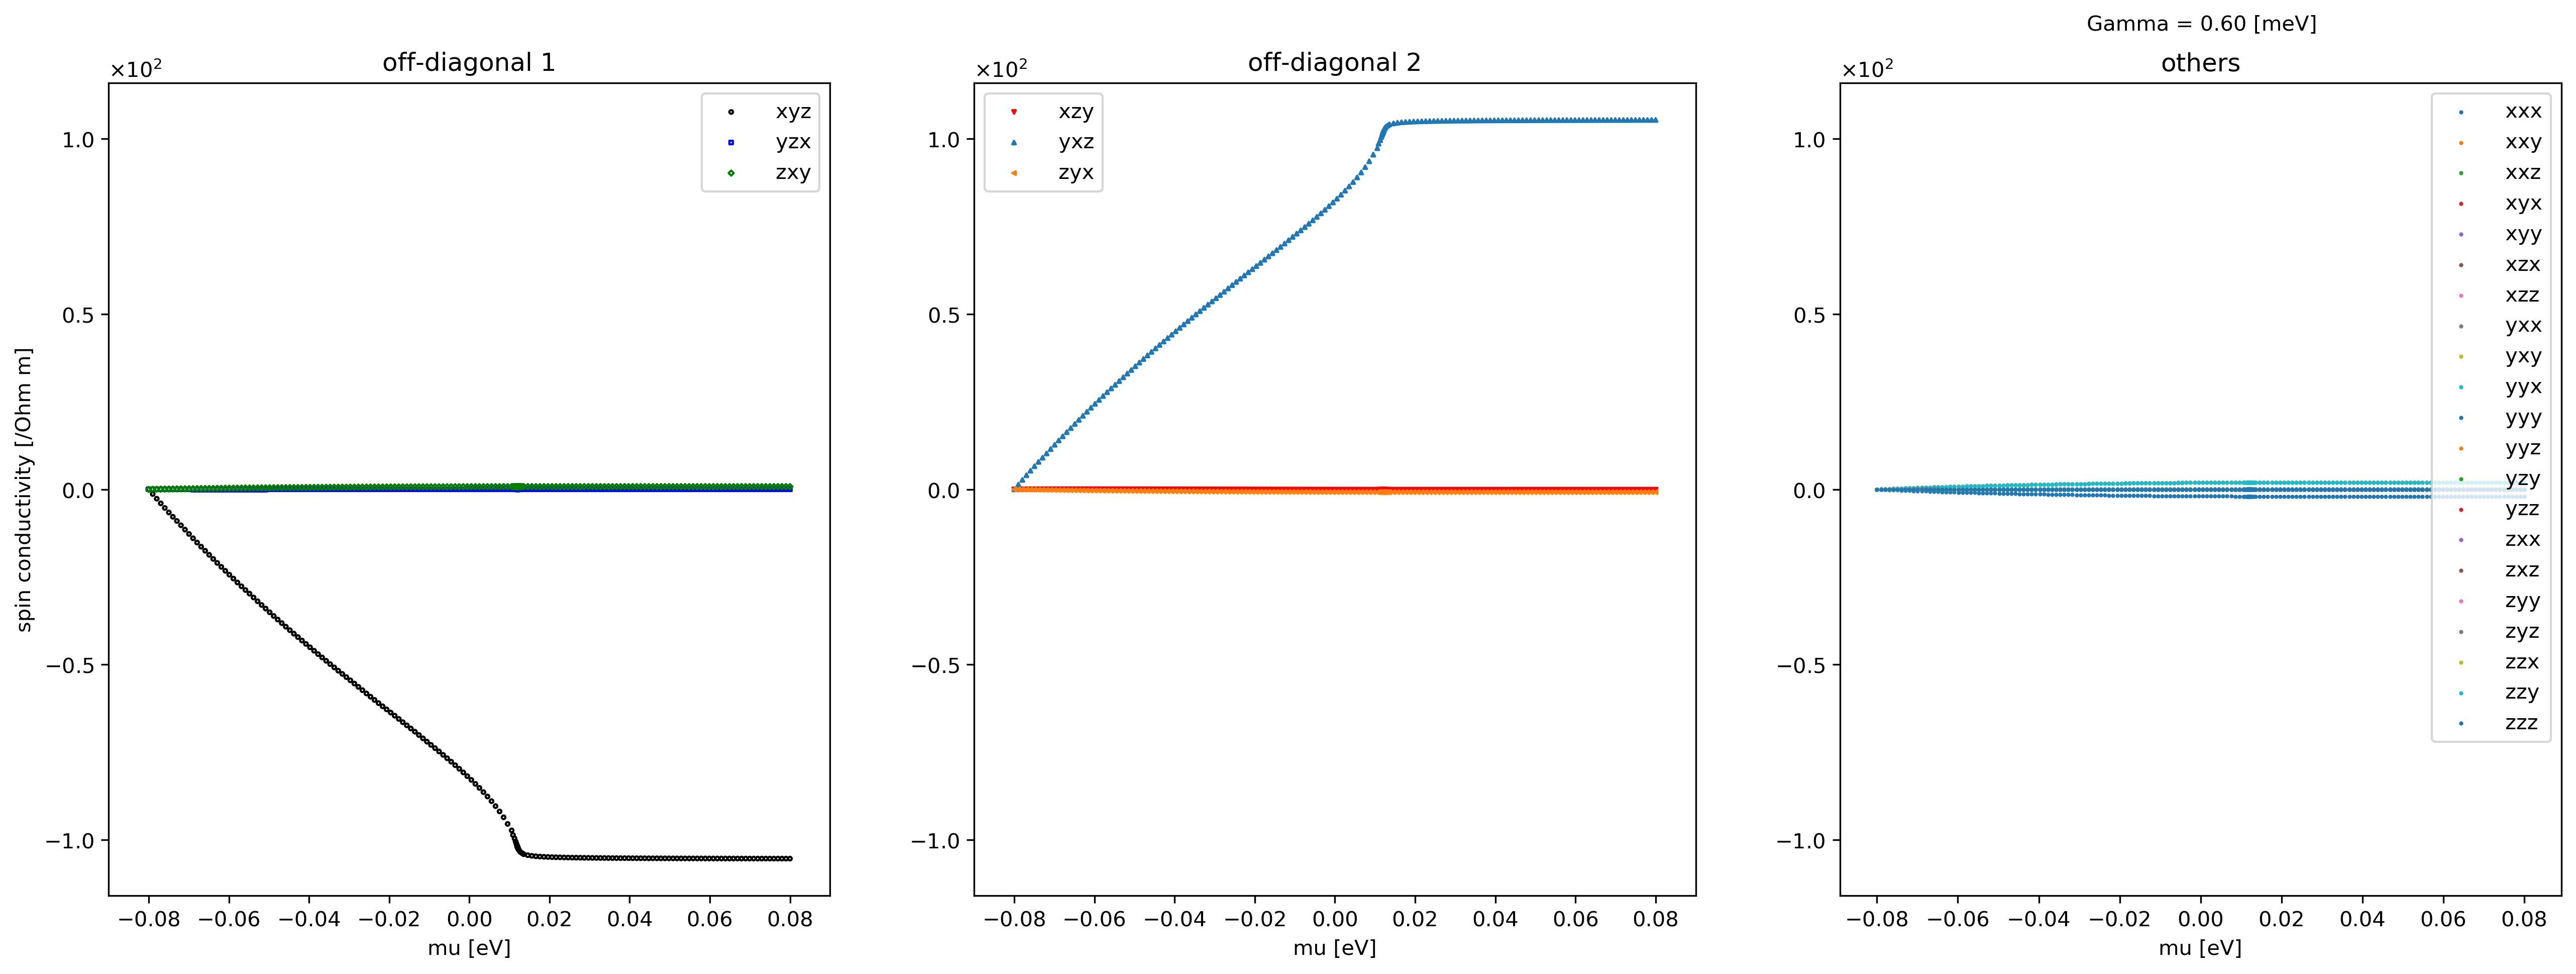 Gamma = 0.60 [meV]
off-diagonal 1
×10²
xyz
yzx
zxy
1.0
0.5
0.0
−0.5
−1.0
spin conductivity [/Ohm m]
−0.08 −0.06 −0.04 −0.02 0.00 0.02 0.04 0.06 0.08
mu [eV]
off-diagonal 2
×10²
xzy
yxz
zyx
1.0
0.5
0.0
−0.5
−1.0
−0.08 −0.06 −0.04 −0.02 0.00 0.02 0.04 0.06 0.08
mu [eV]
others
×10²
xxx
xxy
xxz
xyx
xyy
xzx
xzz
yxx
yxy
yyx
yyy
yyz
yzy
yzz
zxx
zxz
zyy
zyz
zzx
zzy
zzz
1.0
0.5
0.0
−0.5
−1.0
−0.08 −0.06 −0.04 −0.02 0.00 0.02 0.04 0.06 0.08
mu [eV]